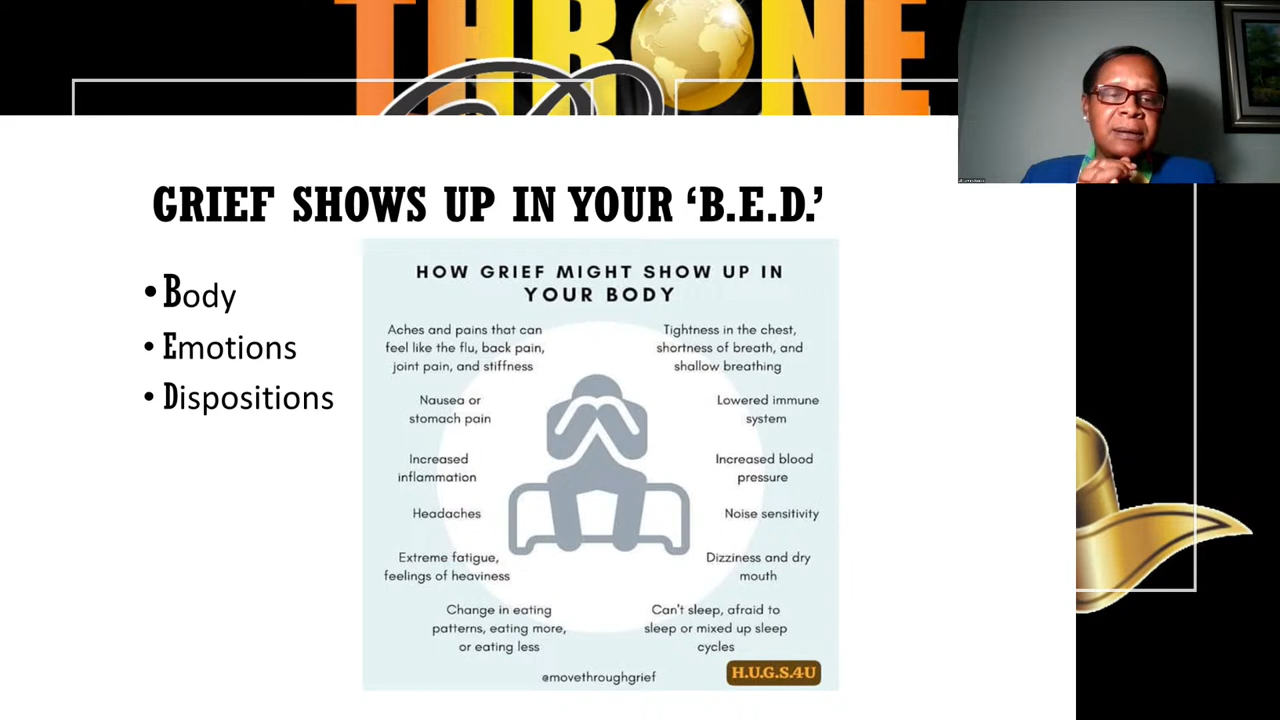 THRONE
GRIEF SHOWS UP IN YOUR ‘B.E.D.’
• Body
• Emotions
• Dispositions
HOW GRIEF MIGHT SHOW UP IN
YOUR BODY
Aches and pains that can
feel like the flu, back pain,
joint pain, and stiffness
Tightness in the chest,
shortness of breath, and
shallow breathing
Nausea or
stomach pain
Lowered immune
system
Increased
inflammation
Increased blood
pressure
Headaches
Noise sensitivity
Extreme fatigue,
feelings of heaviness
Dizziness and dry
mouth
Change in eating
patterns, eating more,
or eating less
Can't sleep, afraid to
sleep or mixed up sleep
cycles
@movethroughgrief
H.U.G.S.4U